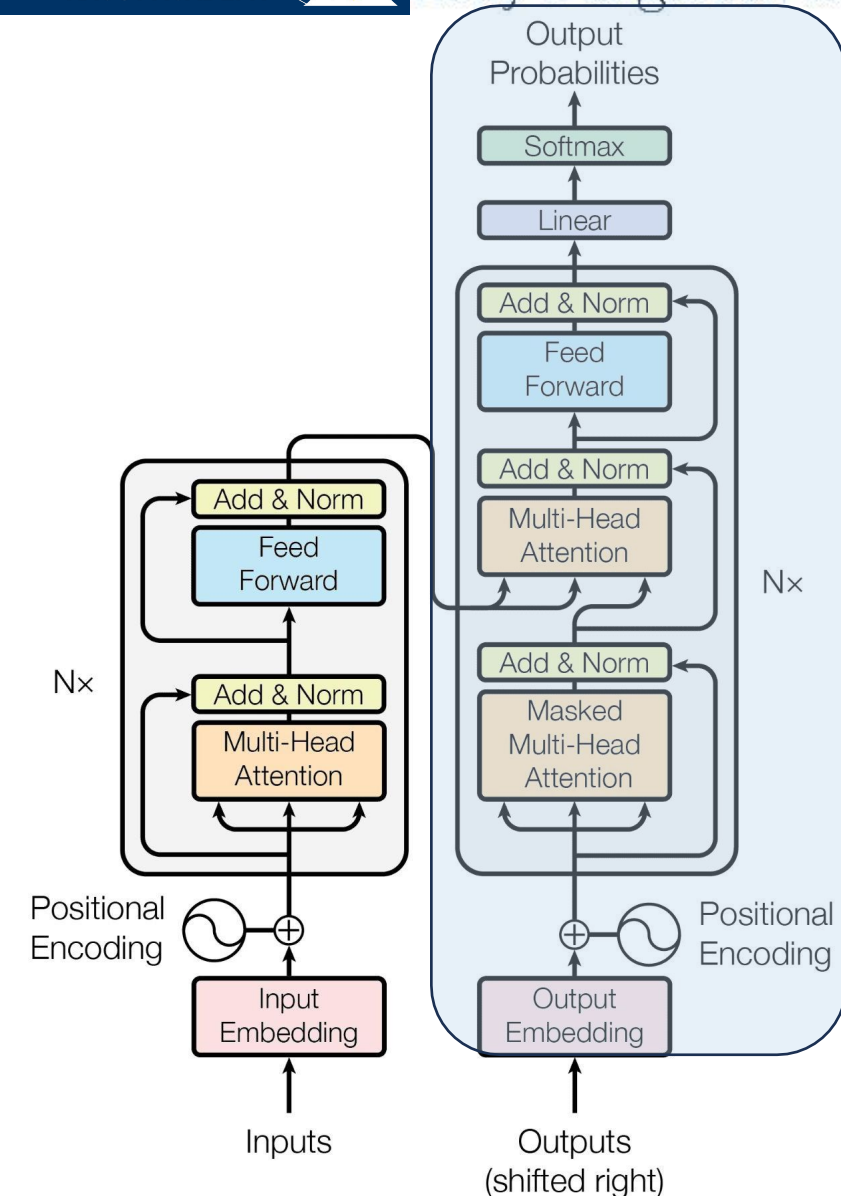 Output
Probabilities
Softmax
Linear
Add & Norm
Feed
Forward
Add & Norm
Multi-Head
Attention
N×
Add & Norm
Masked
Multi-Head
Attention
Positional
Encoding
Output
Embedding
Outputs
(shifted right)
Add & Norm
Feed
Forward
N×
Add & Norm
Multi-Head
Attention
Positional
Encoding
Input
Embedding
Inputs